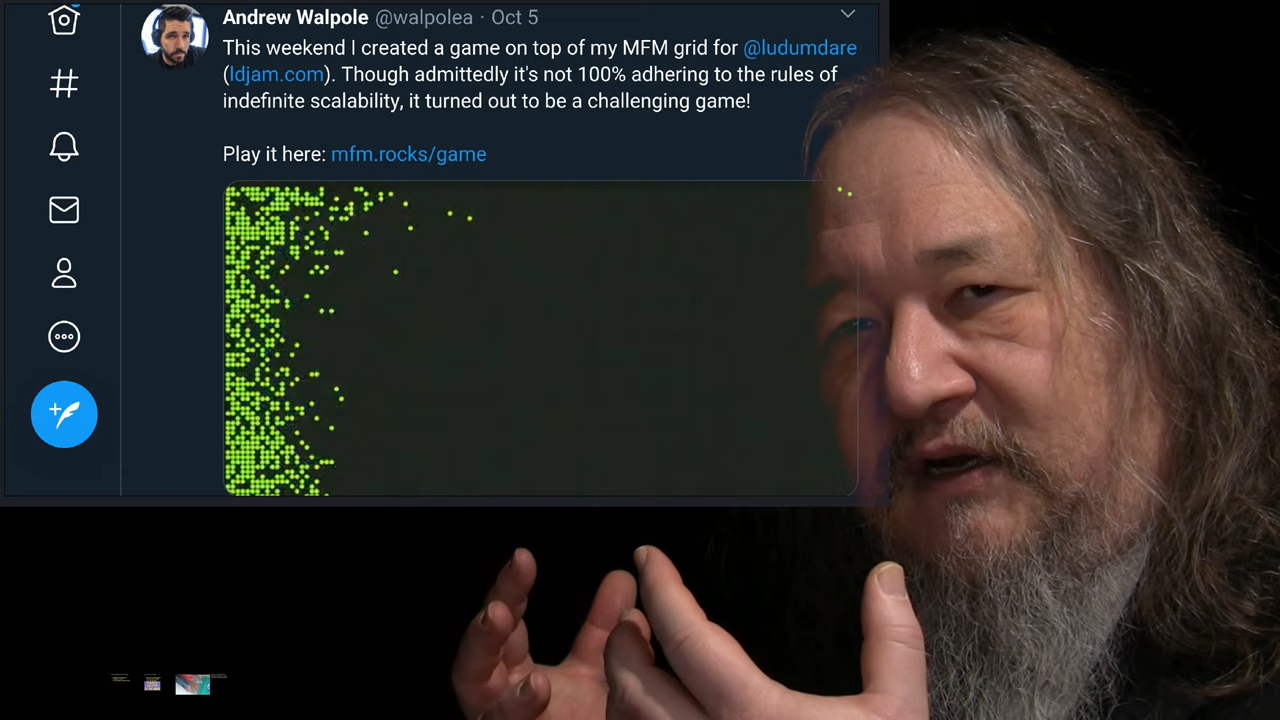 Andrew Walpole @walpolea · Oct 5
This weekend I created a game on top of my MFM grid for @ludumdare
(ldjam.com). Though admittedly it's not 100% adhering to the rules of
indefinite scalability, it turned out to be a challenging game!
Play it here: mfm.rocks/game